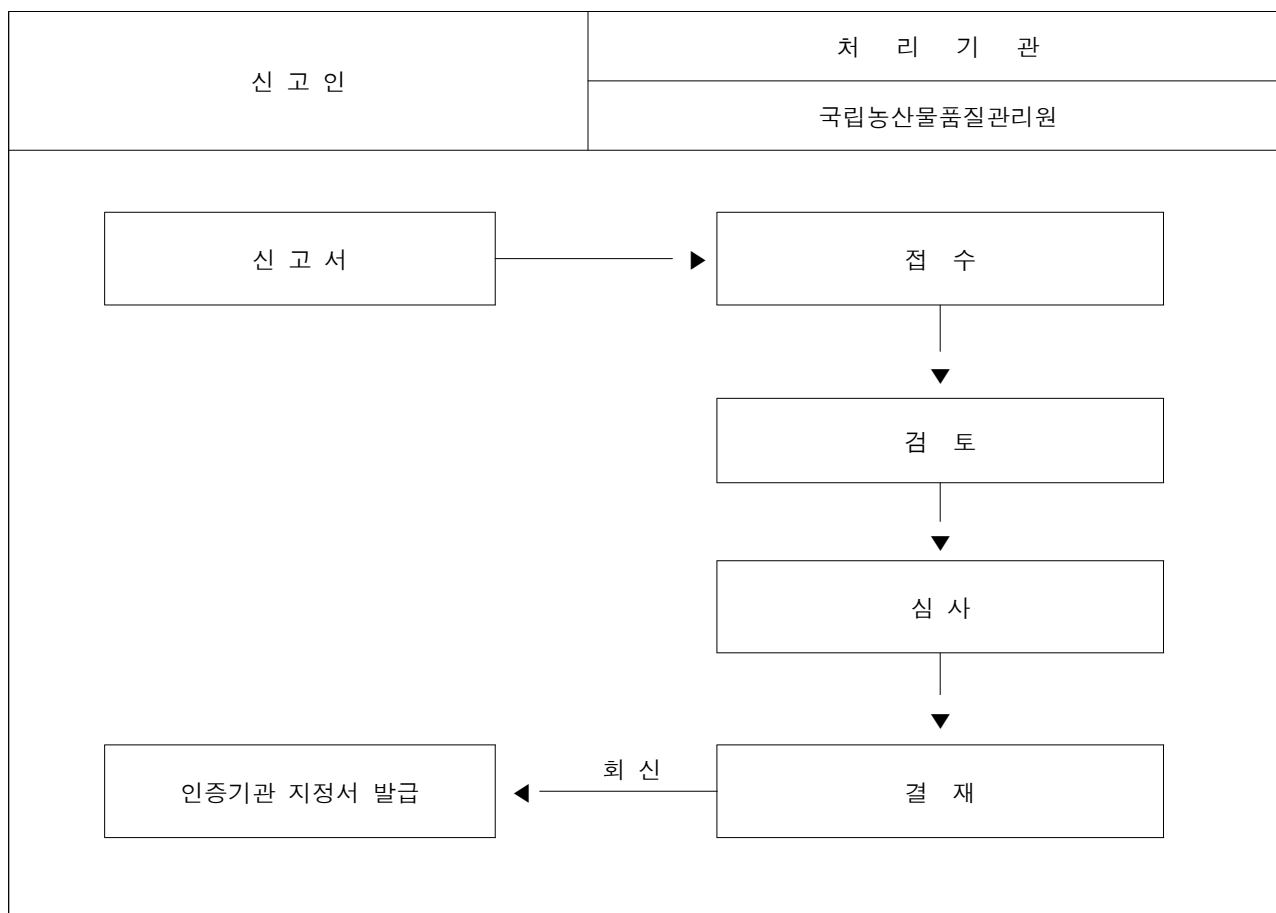 신 고 인
처 리 기 관
국립농산물품질관리원
신 고 서
접 수
검 토
심 사
결 재
회 신
인증기관 지정서 발급